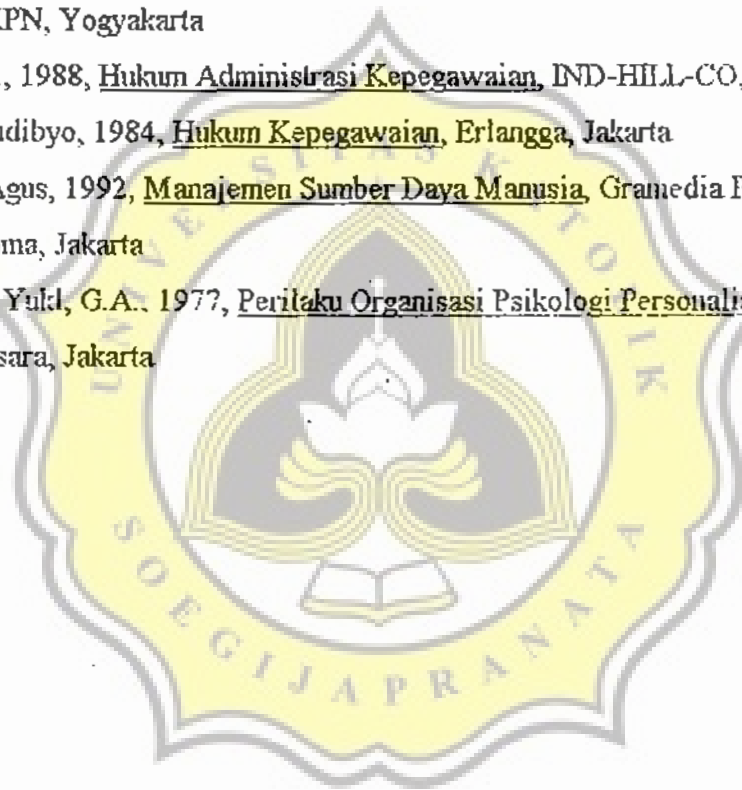 KPN, Yogyakarta
., 1988, Hukum Administrasi Kepegawaian, IND-HILL-CO,
udibyo, 1984, Hukum Kepegawaian, Erlangga, Jakarta
Agus, 1992, Manajemen Sumber Daya Manusia, Gramedia P
ma, Jakarta
Yukl, G.A., 1977, Perilaku Organisasi Psikologi Personalia
sara, Jakarta
UNIVERSITAS KATOLIK
SOEGIJAPRANATA